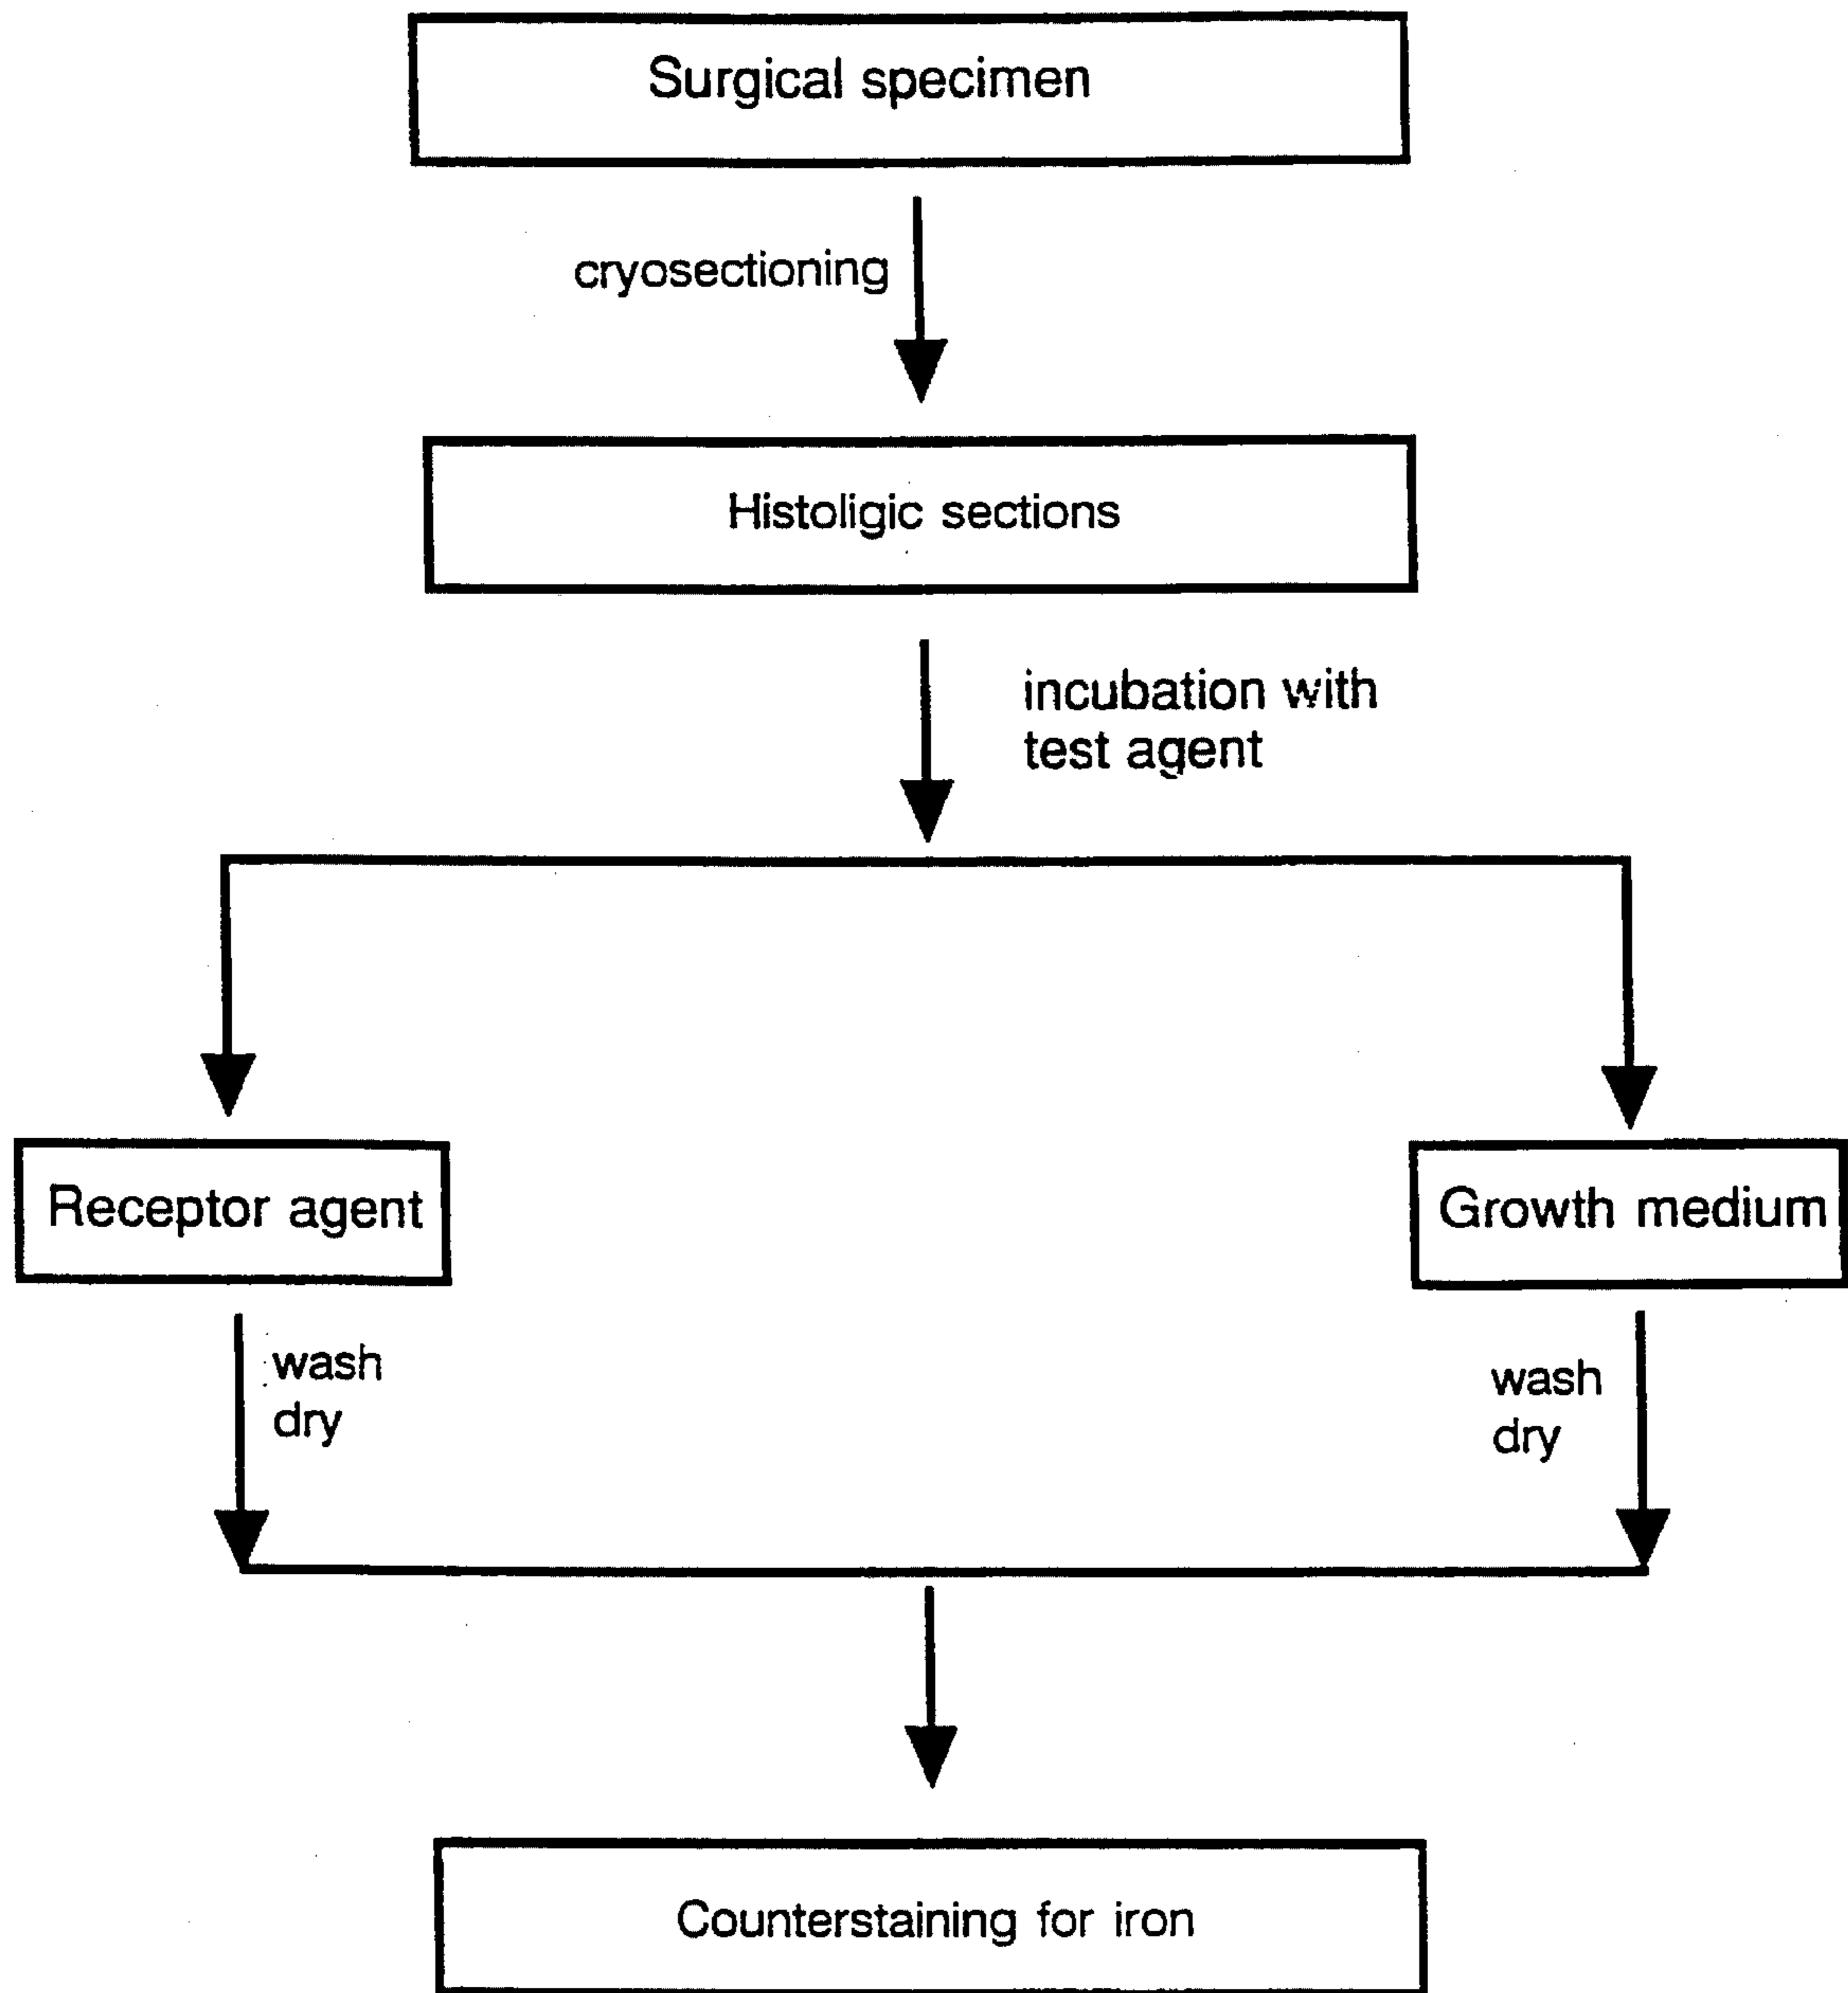 Surgical specimen
cryosectioning
Histoligic sections
incubation with
test agent
Receptor agent
Growth medium
wash
dry
wash
dry
Counterstaining for iron